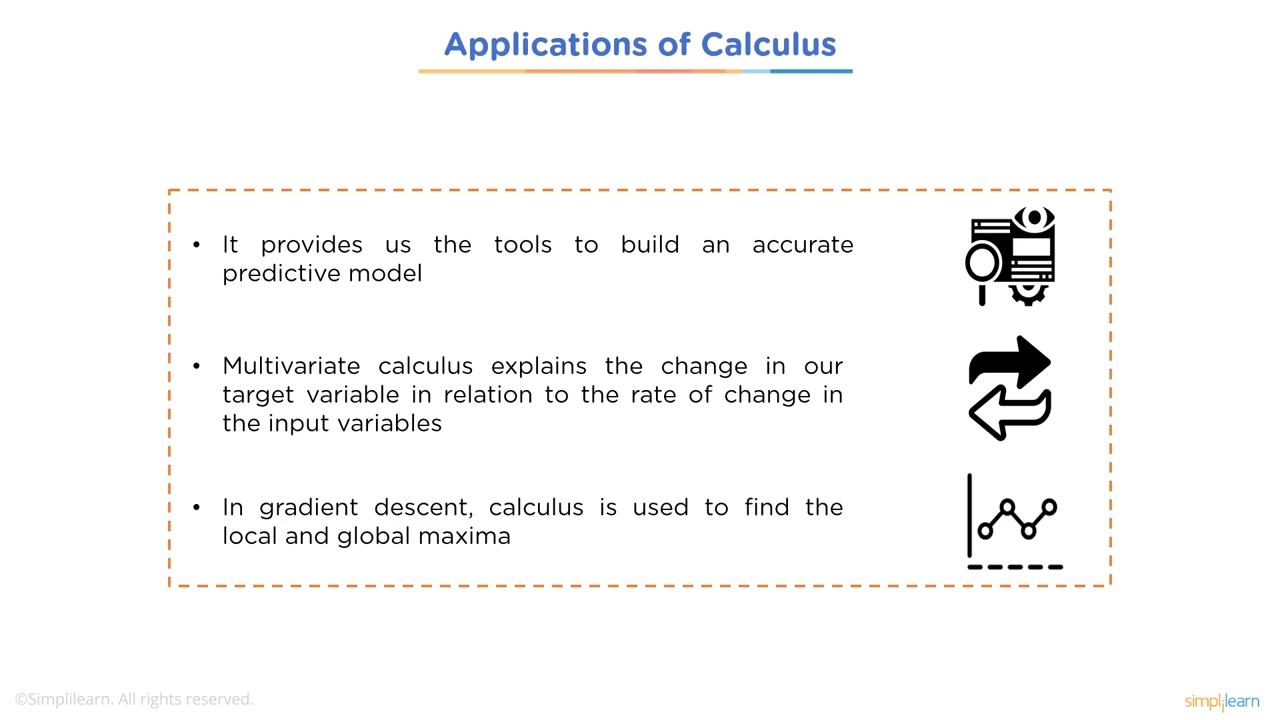 Applications of Calculus
• It provides us the tools to build an accurate
predictive model
• Multivariate calculus explains the change in our
target variable in relation to the rate of change in
the input variables
• In gradient descent, calculus is used to find the
local and global maxima
©Simplilearn. All rights reserved.
simplilearn